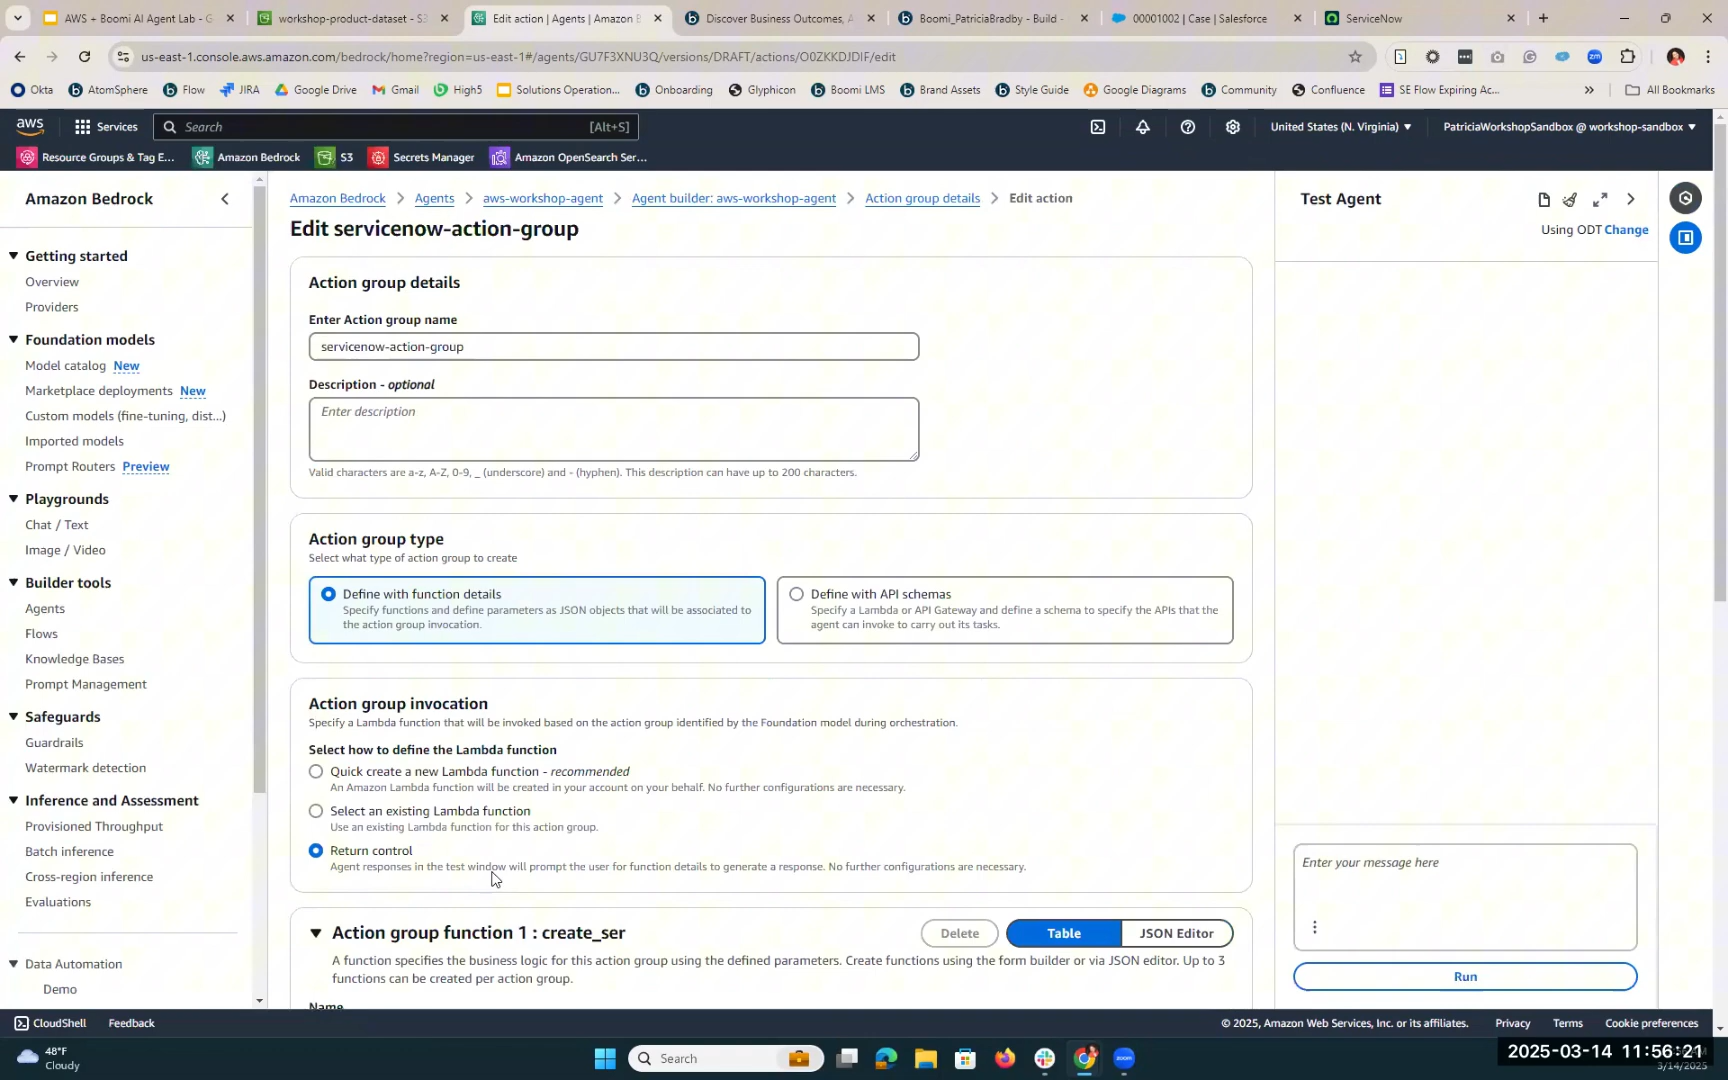 AWS + Boomi AI Agent Lab - G
workshop-product-dataset - S3
Edit action | Agents | Amazon B
Discover Business Outcomes, A
Boomi_PatriciaBradby - Build -
00001002 | Case | Salesforce
ServiceNow
us-east-1.console.aws.amazon.com/bedrock/home?region=us-east-1#/agents/GU7F3XNU3Q/versions/DRAFT/actions/O0ZKKDJDIF/edit
Okta
AtomSphere
Flow
JIRA
Google Drive
Gmail
High5
Solutions Operation...
Onboarding
Glyphicon
Boomi LMS
Brand Assets
Style Guide
Google Diagrams
Community
Confluence
SE Flow Expiring Ac...
All Bookmarks
aws
Services
Search
[Alt+S]
United States (N. Virginia)
PatriciaWorkshopSandbox @ workshop-sandbox
Resource Groups & Tag E...
Amazon Bedrock
S3
Secrets Manager
Amazon OpenSearch Ser...
Amazon Bedrock
Getting started
Overview
Providers
Foundation models
Model catalog New
Marketplace deployments New
Custom models (fine-tuning, dist...)
Imported models
Prompt Routers Preview
Playgrounds
Chat / Text
Image / Video
Builder tools
Agents
Flows
Knowledge Bases
Prompt Management
Safeguards
Guardrails
Watermark detection
Inference and Assessment
Provisioned Throughput
Batch inference
Cross-region inference
Evaluations
Data Automation
Demo
Amazon Bedrock > Agents > aws-workshop-agent > Agent builder: aws-workshop-agent > Action group details > Edit action
Edit servicenow-action-group
Action group details
Enter Action group name
servicenow-action-group
Description - optional
Enter description
Valid characters are a-z, A-Z, 0-9, _ (underscore) and - (hyphen). This description can have up to 200 characters.
Action group type
Select what type of action group to create
Define with function details
Specify functions and define parameters as JSON objects that will be associated to
the action group invocation.
Define with API schemas
Specify a Lambda or API Gateway and define a schema to specify the APIs that the
agent can invoke to carry out its tasks.
Action group invocation
Specify a Lambda function that will be invoked based on the action group identified by the Foundation model during orchestration.
Select how to define the Lambda function
Quick create a new Lambda function - recommended
An Amazon Lambda function will be created in your account on your behalf. No further configurations are necessary.
Select an existing Lambda function
Use an existing Lambda function for this action group.
Return control
Agent responses in the test window will prompt the user for function details to generate a response. No further configurations are necessary.
Action group function 1 : create_ser
Delete
Table
JSON Editor
A function specifies the business logic for this action group using the defined parameters. Create functions using the form builder or via JSON editor. Up to 3
functions can be created per action group.
Name
Test Agent
Using ODT Change
Enter your message here
Run
CloudShell
Feedback
© 2025, Amazon Web Services, Inc. or its affiliates.
Privacy
Terms
Cookie preferences
48°F
Cloudy
Search
2025-03-14 11:56:21
3/14/2025